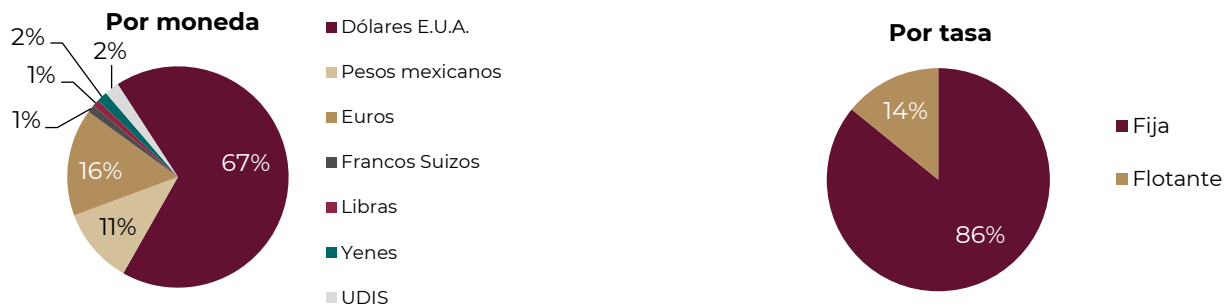 Por moneda
2%
2%
1%
1%
16%
11%
67%
Dólares E.U.A.
Pesos mexicanos
Euros
Francos Suizos
Libras
Yenes
UDIS
Por tasa
14%
86%
Fija
Flotante